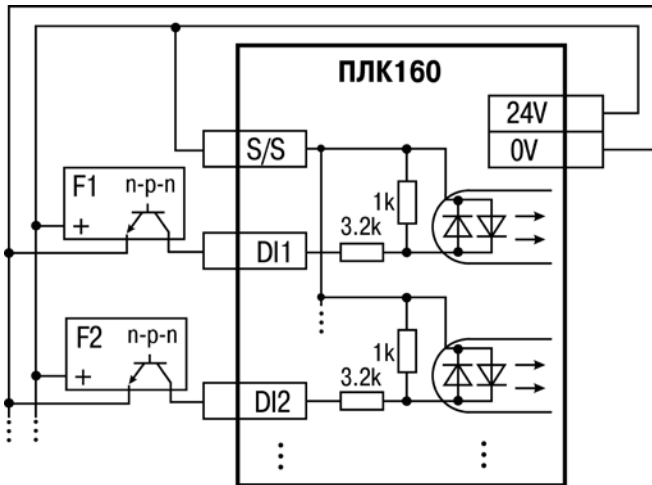 ПЛК160
24V
0V
S/S
F1
n-p-n
+
1k
3.2k
DI1
F2
n-p-n
+
1k
3.2k
DI2